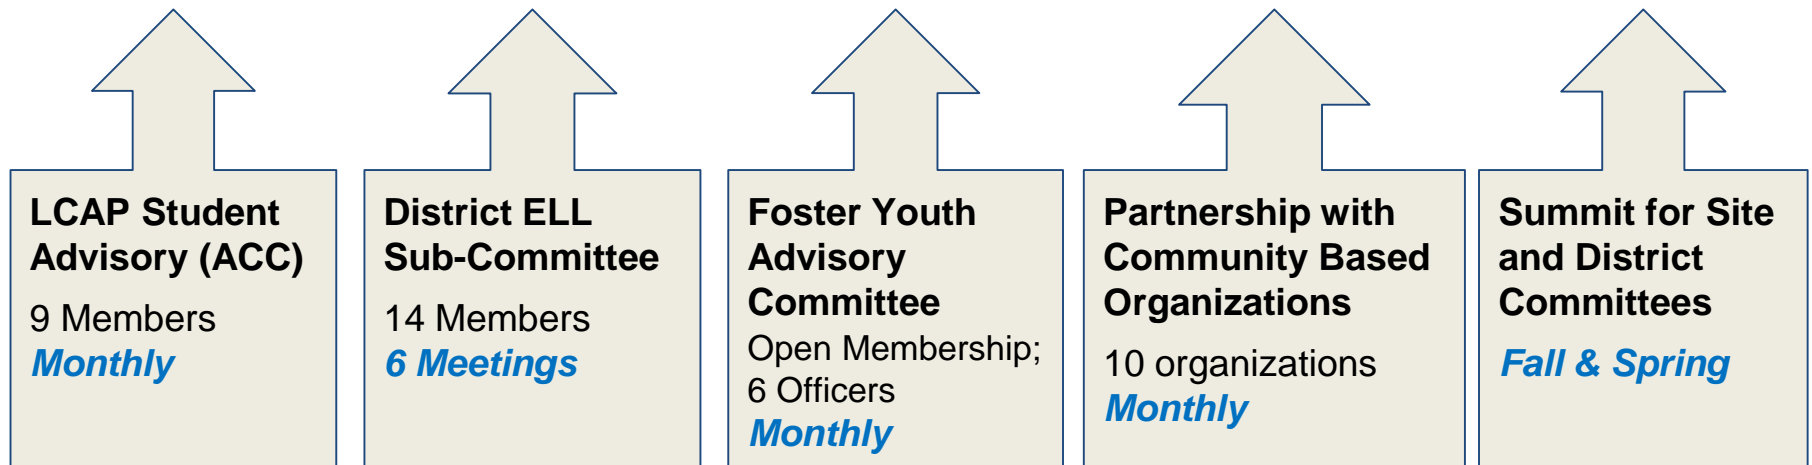 LCAP Student
Advisory (ACC)
9 Members
Monthly
District ELL
Sub-Committee
14 Members
6 Meetings
Foster Youth
Advisory
Committee
Open Membership;
6 Officers
Monthly
Partnership with
Community Based
Organizations
10 organizations
Monthly
Summit for Site
and District
Committees
Fall & Spring